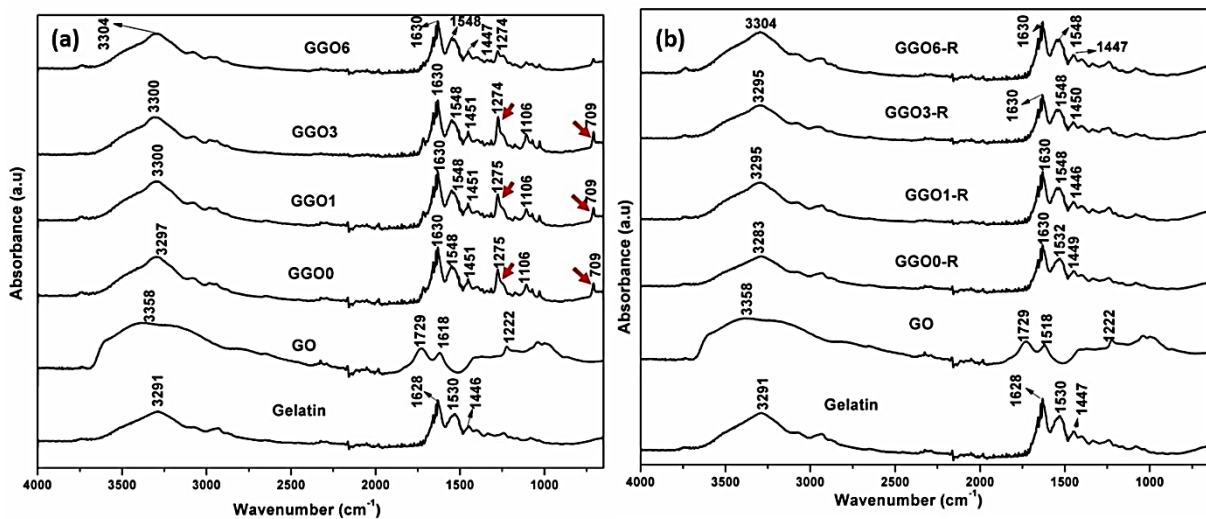 (a)
3304
GGO6
1630
1548
1447
1274
3300
GGO3
1630
1548
1451
1274
1106
709
3300
GGO1
1630
1548
1451
1275
1106
709
3297
GGO0
1630
1548
1451
1275
1106
709
3358
GO
1729
1618
1222
3291
Gelatin
1628
1530
1446
Absorbance (a.u)
4000 3500 3000 2500 2000 1500 1000
Wavenumber (cm⁻¹)
(b)
3304
GGO6-R
1630
1548
1447
3295
GGO3-R
1630
1548
1450
3295
GGO1-R
1630
1548
1446
3283
GGO0-R
1630
1532
1449
3358
GO
1729
1518
1222
3291
Gelatin
1628
1530
1447
Absorbance (a.u)
4000 3500 3000 2500 2000 1500 1000
Wavenumber (cm⁻¹)